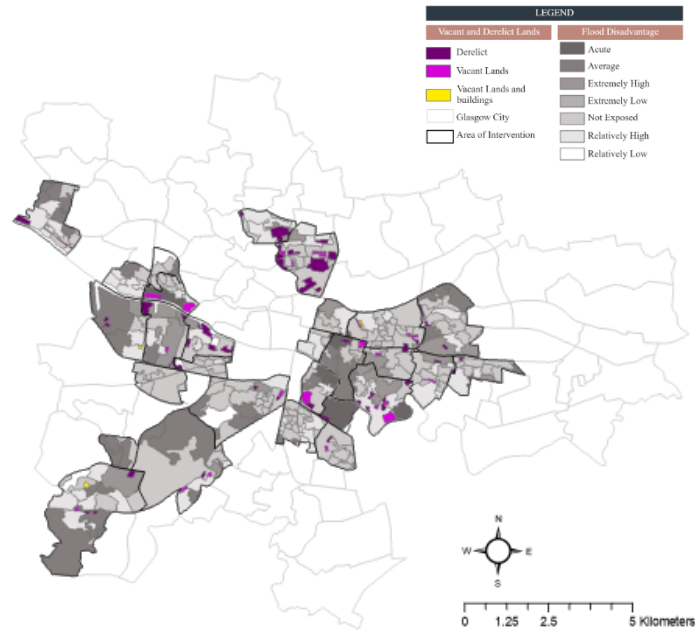 LEGEND
Vacant and Derelict Lands
Flood Disadvantage
Derelict
Vacant Lands
Vacant Lands and
buildings
Glasgow City
Area of Intervention
Acute
Average
Extremely High
Extremely Low
Not Exposed
Relatively High
Relatively Low
N
W E
S
0 1.25 2.5 5 Kilometers